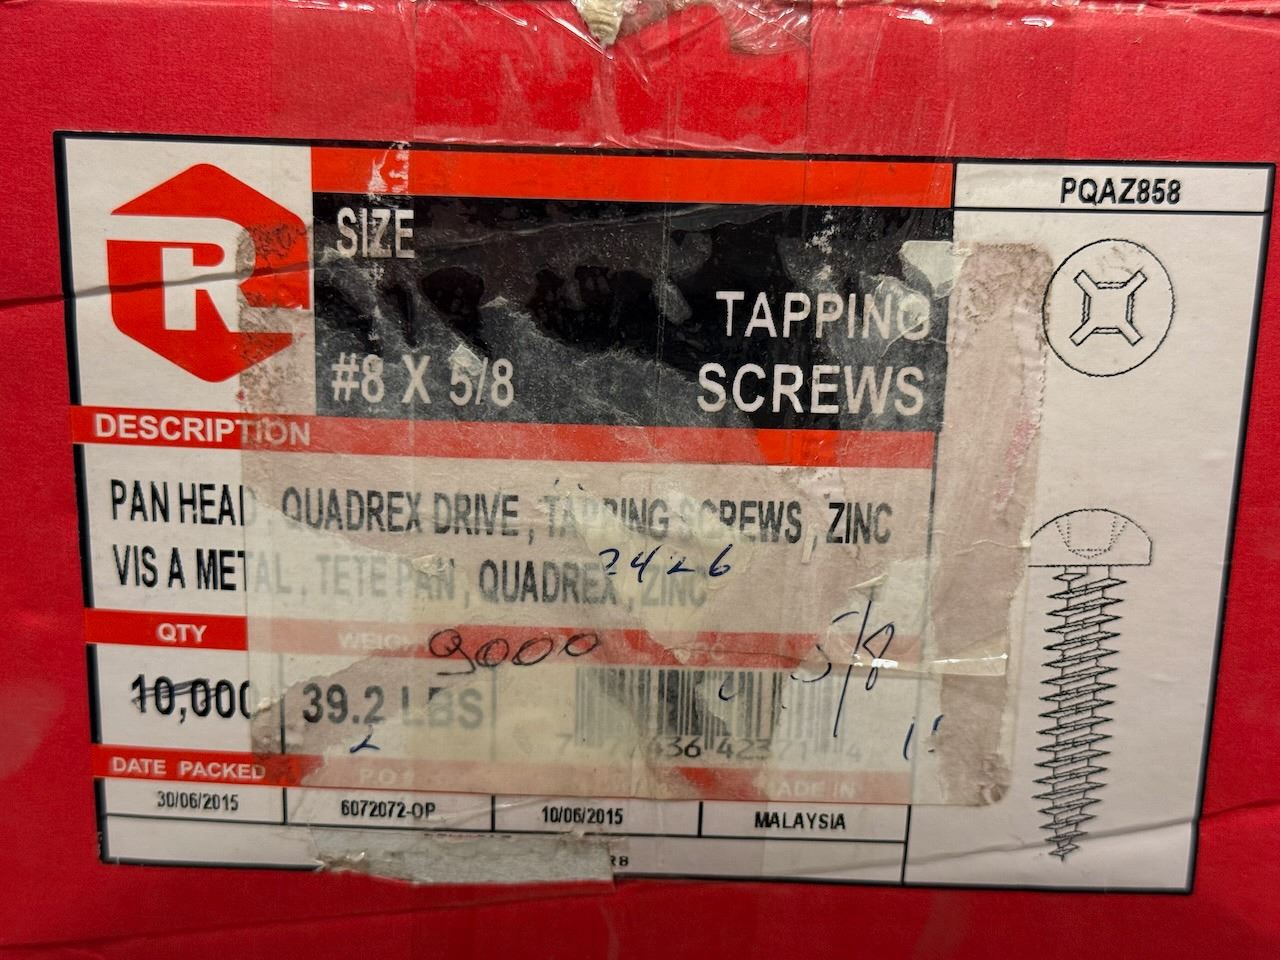 PQAZ858
R
SIZE
TAPPING
#8 X 5/8
SCREWS
DESCRIPTION
PAN HEAD, QUADREX DRIVE, TAPPING SCREWS, ZINC
VIS A METAL, TETE PAN, QUADREX, ZINC
2426
QTY
9000
5/8
10,000
39.2 LBS
DATE PACKED
MADE IN
30/06/2015
6072072-OP
10/06/2015
MALAYSIA